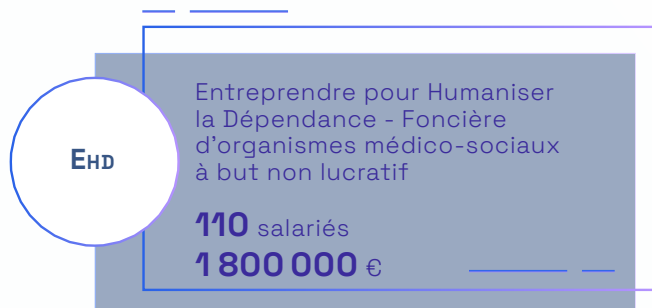 EHD
Entreprendre pour Humaniser
la Dépendance - Foncière
d'organismes médico-sociaux
à but non lucratif
110 salariés
1 800 000 €